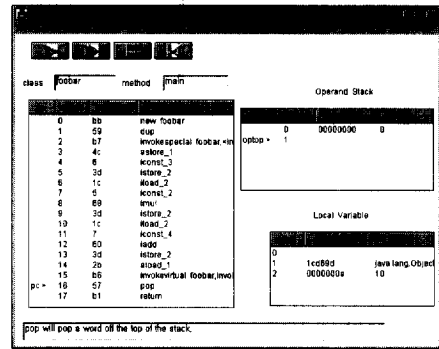 class foobar method main
Operand Stack
0 bb new foobar
1 59 dup
2 b7 invokespecial foobar,<in
3 4c astore_1
4 6 iconst_3
5 3d istore_2
6 1c iload_2
7 5 iconst_2
8 68 imul
9 3d istore_2
10 1c iload_2
11 7 iconst_4
12 60 iadd
13 3d istore_2
14 2b aload_1
15 b6 invokevirtual foobar,invol
pc > 16 57 pop
17 b1 return
0 00000000 0
optop > 1
Local Variable
0
1 1cd89d java.lang.Object
2 0000000a 10
pop will pop a word off the top of the stack.